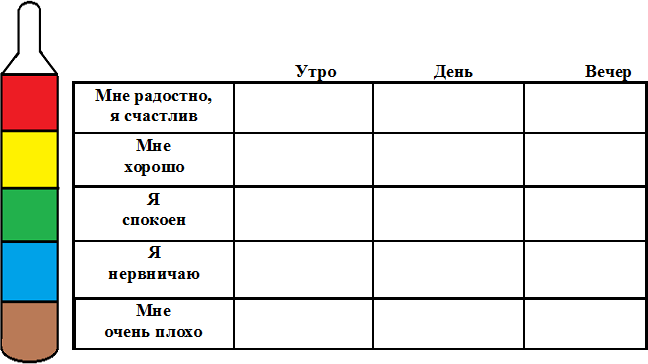 Утро День Вечер
Мне радостно,
я счастлив
Мне
хорошо
Я
спокоен
Я
нервничаю
Мне
очень плохо